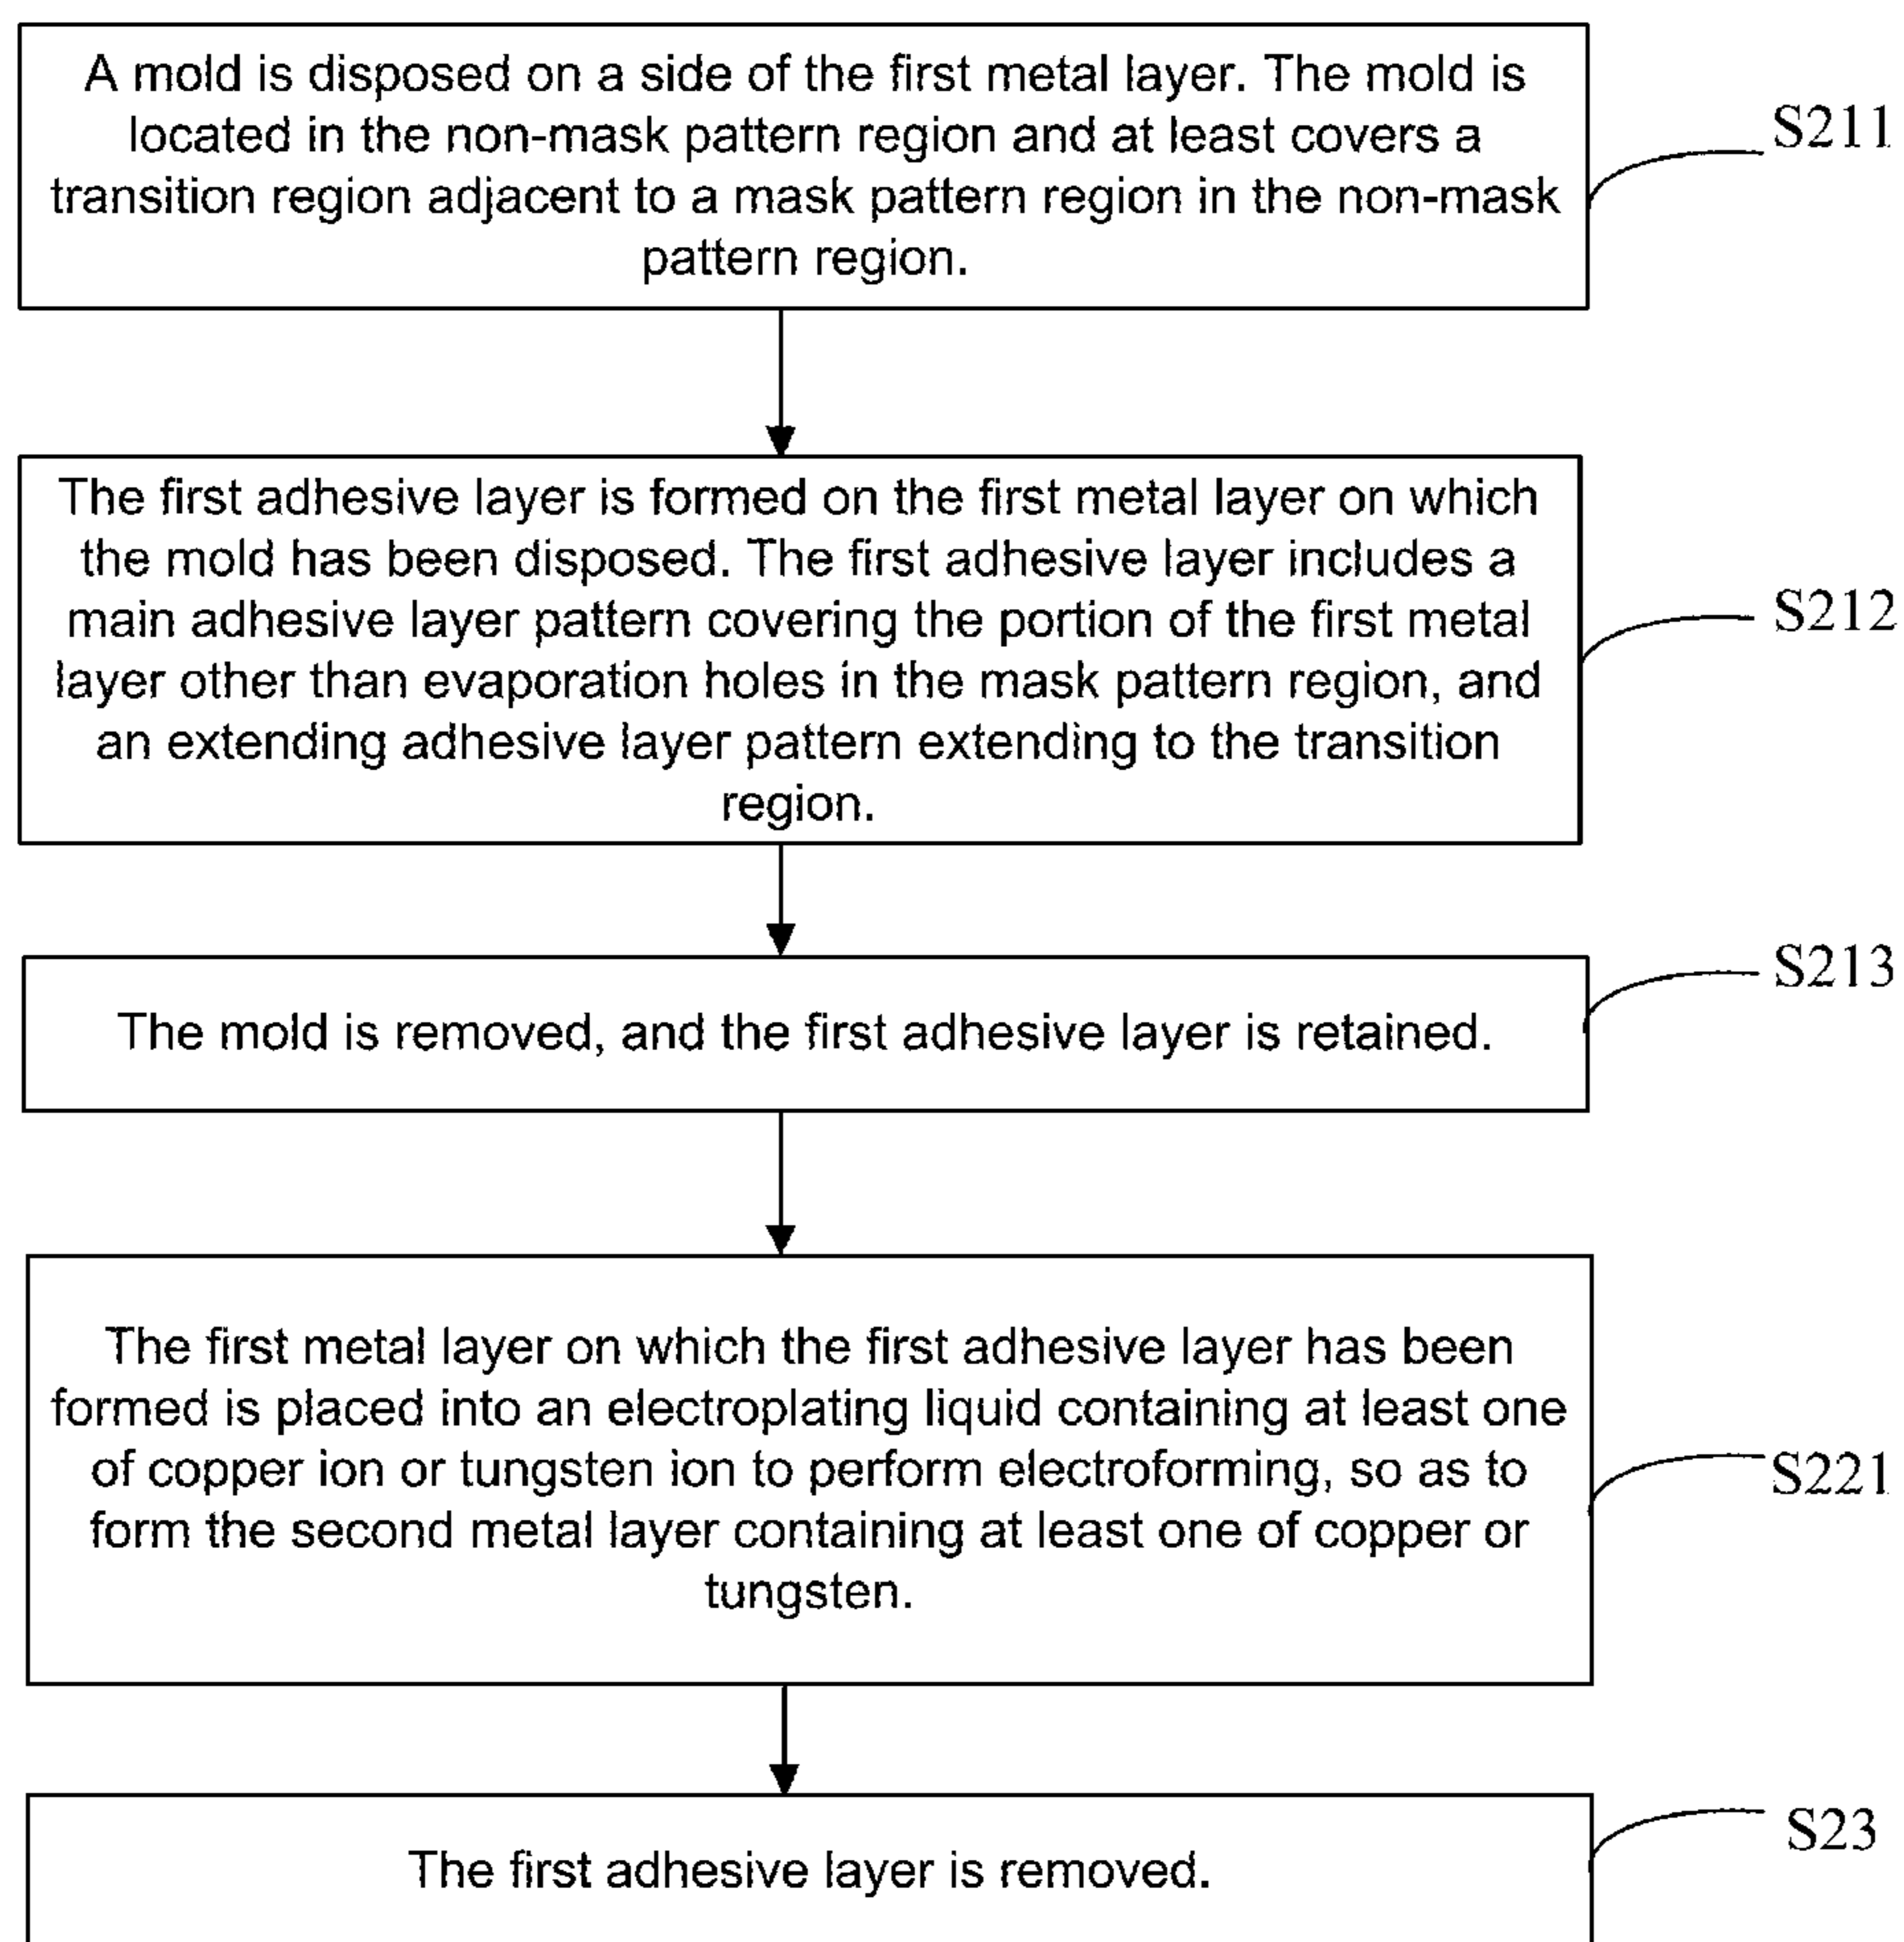 A mold is disposed on a side of the first metal layer. The mold is
located in the non-mask pattern region and at least covers a
transition region adjacent to a mask pattern region in the non-mask
pattern region.
S211
The first adhesive layer is formed on the first metal layer on which
the mold has been disposed. The first adhesive layer includes a
main adhesive layer pattern covering the portion of the first metal
layer other than evaporation holes in the mask pattern region, and
an extending adhesive layer pattern extending to the transition
region.
S212
The mold is removed, and the first adhesive layer is retained.
S213
The first metal layer on which the first adhesive layer has been
formed is placed into an electroplating liquid containing at least one
of copper ion or tungsten ion to perform electroforming, so as to
form the second metal layer containing at least one of copper or
tungsten.
S221
The first adhesive layer is removed.
S23